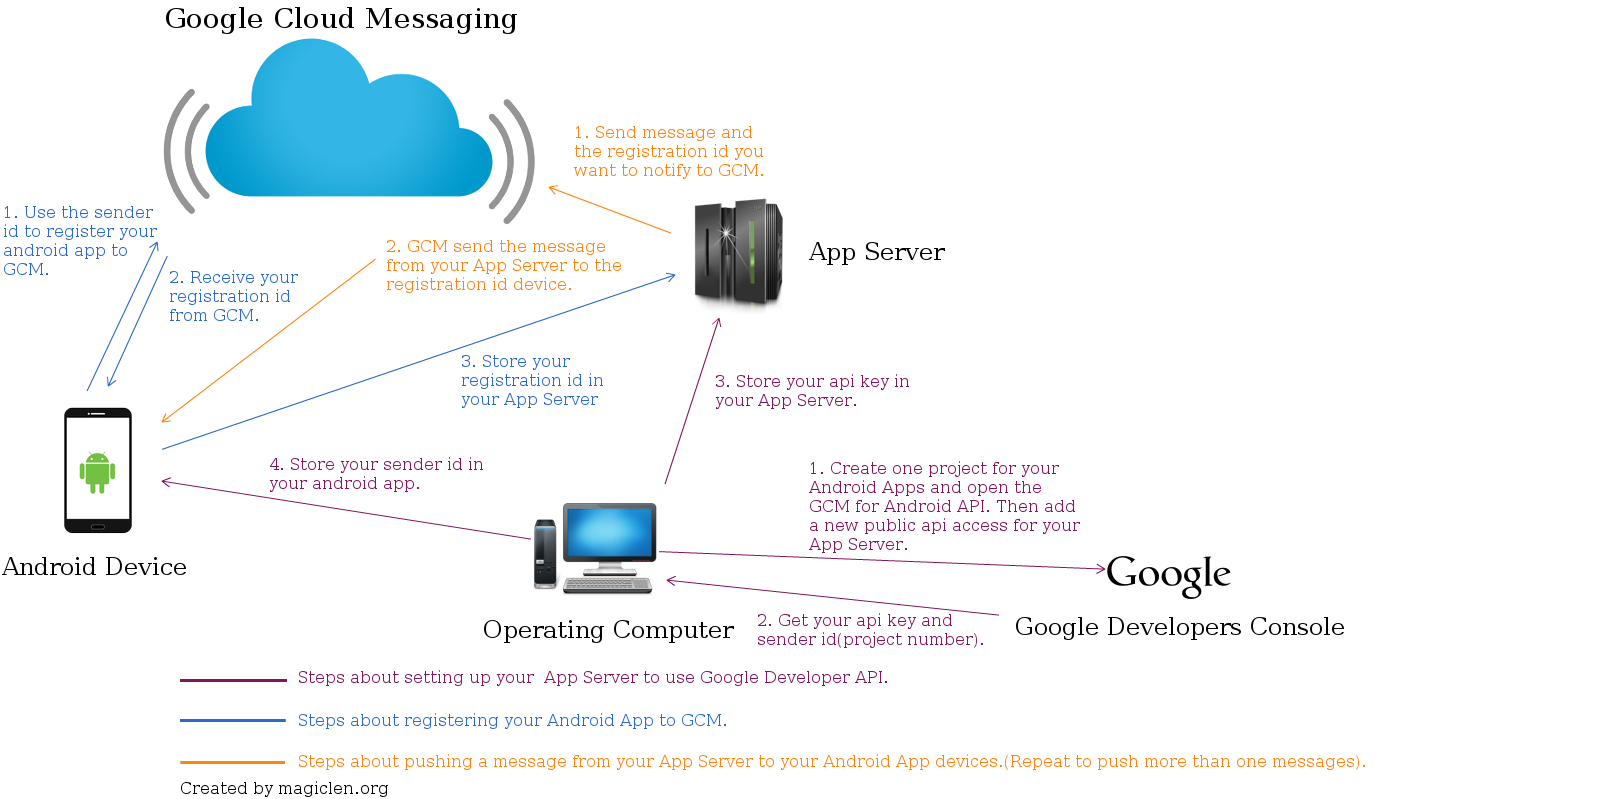 Google Cloud Messaging
1. Send message and
the registration id you
want to notify to GCM.
1. Use the sender
id to register your
android app to
GCM.
2. Receive your
registration id
from GCM.
2. GCM send the message
from your App Server to the
registration id device.
App Server
3. Store your
registration id in
your App Server
3. Store your api key in
your App Server.
4. Store your sender id in
your android app.
1. Create one project for your
Android Apps and open the
GCM for Android API. Then add
a new public api access for your
App Server.
Android Device
Google
Operating Computer
2. Get your api key and
sender id(project number).
Google Developers Console
Steps about setting up your  App Server to use Google Developer API.
Steps about registering your Android App to GCM.
Steps about pushing a message from your App Server to your Android App devices.(Repeat to push more than one messages).
Created by magiclen.org